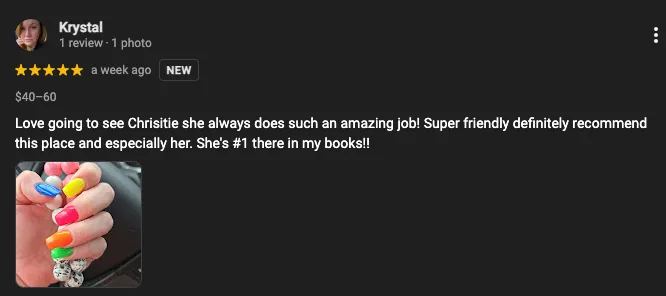 Krystal
1 review · 1 photo
a week ago NEW
$40–60
Love going to see Chrisitie she always does such an amazing job! Super friendly definitely recommend
this place and especially her. She's #1 there in my books!!